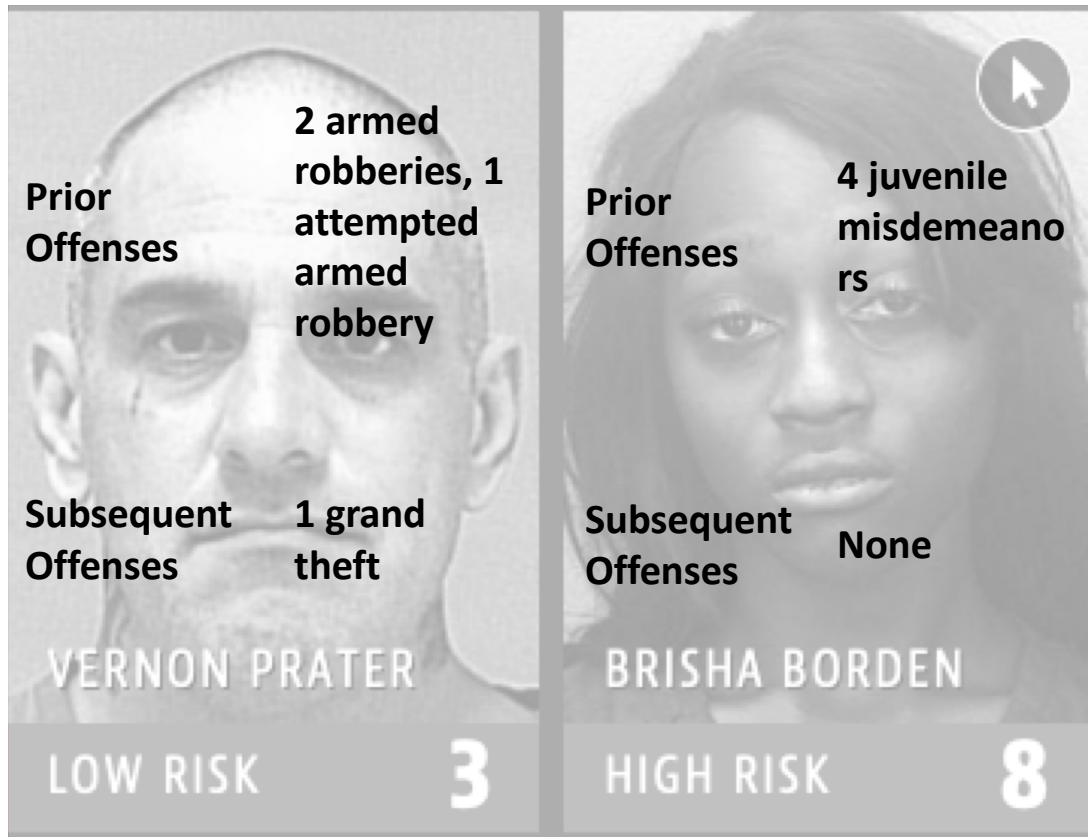 Prior
Offenses
2 armed
robberies, 1
attempted
armed
robbery
Subsequent
Offenses
1 grand
theft
VERNON PRATER
LOW RISK
3
Prior
Offenses
4 juvenile
misdemeano
rs
Subsequent
Offenses
None
BRISHA BORDEN
HIGH RISK
8